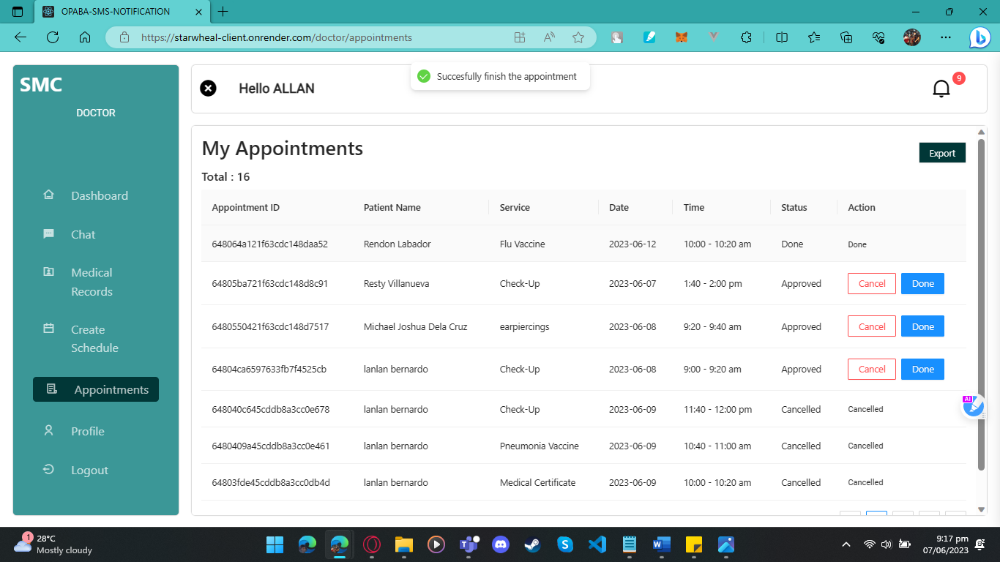 OPABA-SMS-NOTIFICATION
https://starwheal-client.onrender.com/doctor/appointments
SMC
DOCTOR
Dashboard
Chat
Medical
Records
Create
Schedule
Appointments
Profile
Logout
Hello ALLAN
Succesfully finish the appointment
9
My Appointments
Export
Total : 16
Appointment ID Patient Name Service Date Time Status Action
648064a121f63cdc148daa52 Rendon Labador Flu Vaccine 2023-06-12 10:00 - 10:20 am Done Done
64805ba721f63cdc148d8c91 Resty Villanueva Check-Up 2023-06-07 1:40 - 2:00 pm Approved Cancel Done
6480550421f63cdc148d7517 Michael Joshua Dela Cruz earpiercings 2023-06-08 9:20 - 9:40 am Approved Cancel Done
64804ca6597633fb7f4525cb lanlan bernardo Check-Up 2023-06-08 9:00 - 9:20 am Approved Cancel Done
648040c645cddb8a3cc0e678 lanlan bernardo Check-Up 2023-06-09 11:40 - 12:00 pm Cancelled Cancelled
6480409a45cddb8a3cc0e461 lanlan bernardo Pneumonia Vaccine 2023-06-09 10:40 - 11:00 am Cancelled Cancelled
64803fde45cddb8a3cc0db4d lanlan bernardo Medical Certificate 2023-06-09 10:00 - 10:20 am Cancelled Cancelled
AI
1
28°C
Mostly cloudy
9:17 pm
07/06/2023